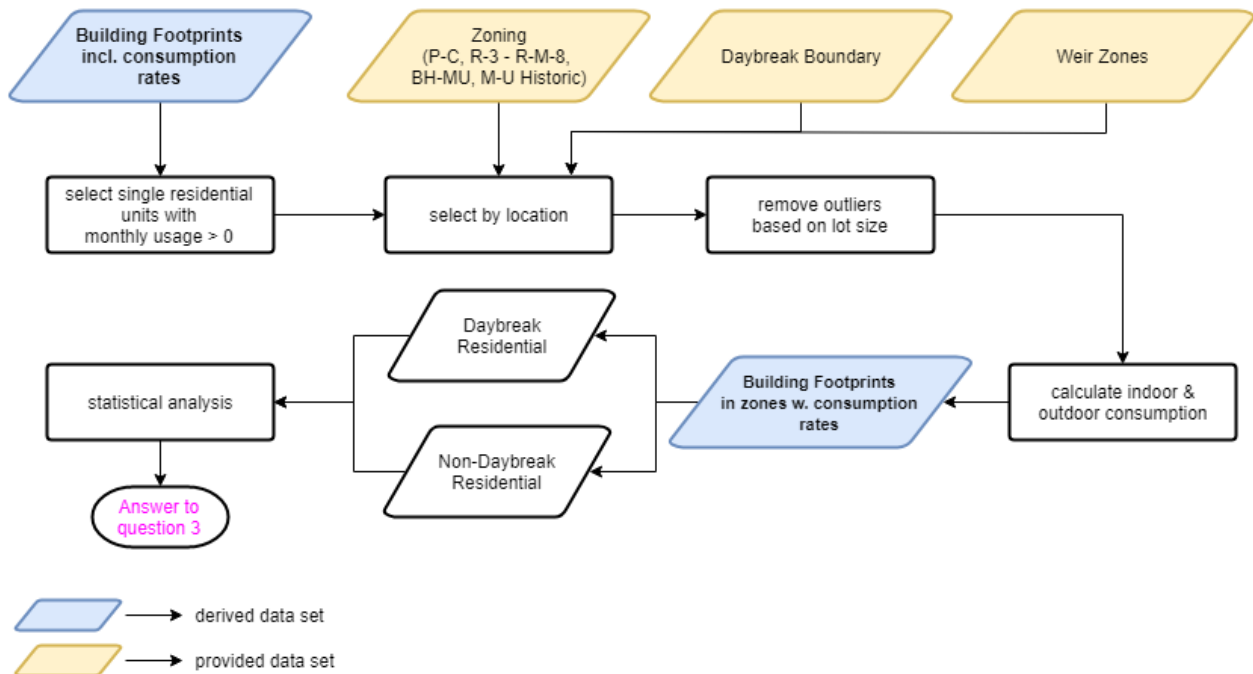 Building Footprints
incl. consumption
rates
Zoning
(P-C, R-3 - R-M-8,
BH-MU, M-U Historic)
Daybreak Boundary
Weir Zones
select single residential
units with
monthly usage > 0
select by location
remove outliers
based on lot size
Daybreak
Residential
statistical analysis
Building Footprints
in zones w. consumption
rates
calculate indoor &
outdoor consumption
Non-Daybreak
Residential
Answer to
question 3
derived data set
provided data set